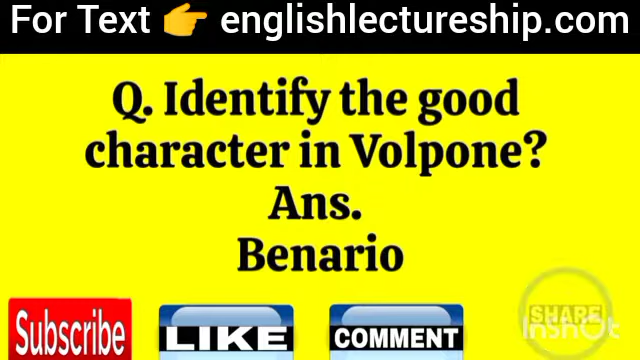 For Text 👉 englishlectureship.com
Q. Identify the good
character in Volpone?
Ans.
Benario
Subscribe
LIKE
COMMENT
SHARE
InShOt